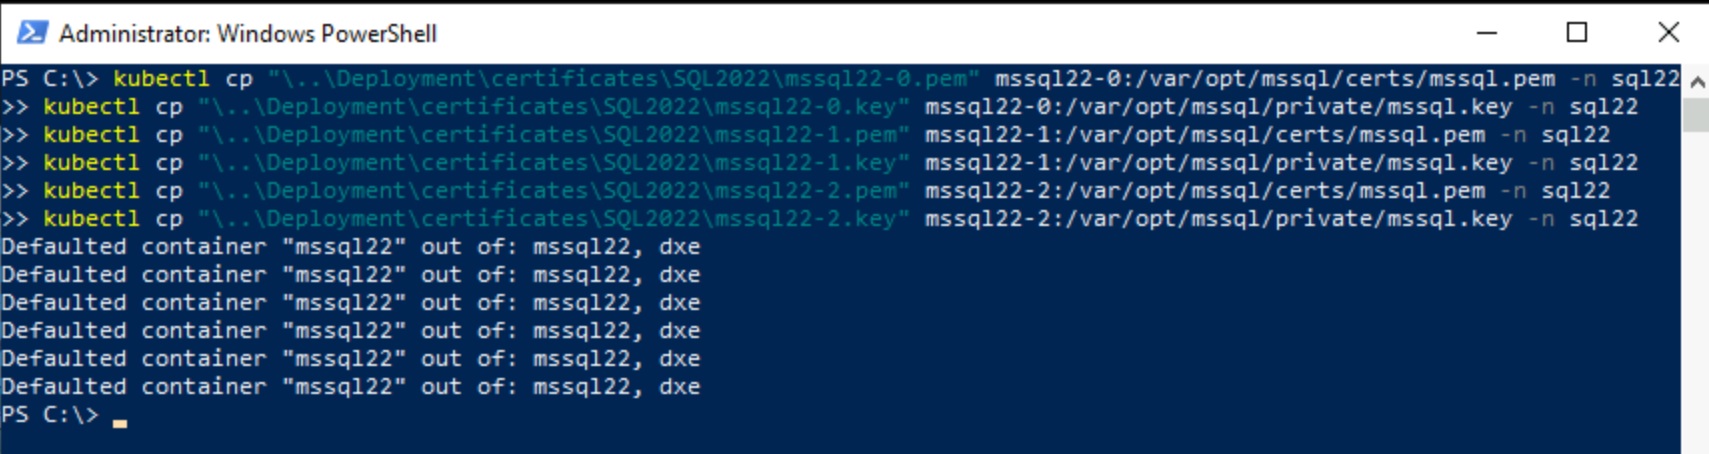 Administrator: Windows PowerShell
PS C:\> kubectl cp "\..\Deployment\certificates\SQL2022\mssql22-0.pem" mssql22-0:/var/opt/mssql/certs/mssql.pem -n sql22
>> kubectl cp "\..\Deployment\certificates\SQL2022\mssql22-0.key" mssql22-0:/var/opt/mssql/private/mssql.key -n sql22
>> kubectl cp "\..\Deployment\certificates\SQL2022\mssql22-1.pem" mssql22-1:/var/opt/mssql/certs/mssql.pem -n sql22
>> kubectl cp "\..\Deployment\certificates\SQL2022\mssql22-1.key" mssql22-1:/var/opt/mssql/private/mssql.key -n sql22
>> kubectl cp "\..\Deployment\certificates\SQL2022\mssql22-2.pem" mssql22-2:/var/opt/mssql/certs/mssql.pem -n sql22
>> kubectl cp "\..\Deployment\certificates\SQL2022\mssql22-2.key" mssql22-2:/var/opt/mssql/private/mssql.key -n sql22
Defaulted container "mssql22" out of: mssql22, dxe
Defaulted container "mssql22" out of: mssql22, dxe
Defaulted container "mssql22" out of: mssql22, dxe
Defaulted container "mssql22" out of: mssql22, dxe
Defaulted container "mssql22" out of: mssql22, dxe
Defaulted container "mssql22" out of: mssql22, dxe
PS C:\>